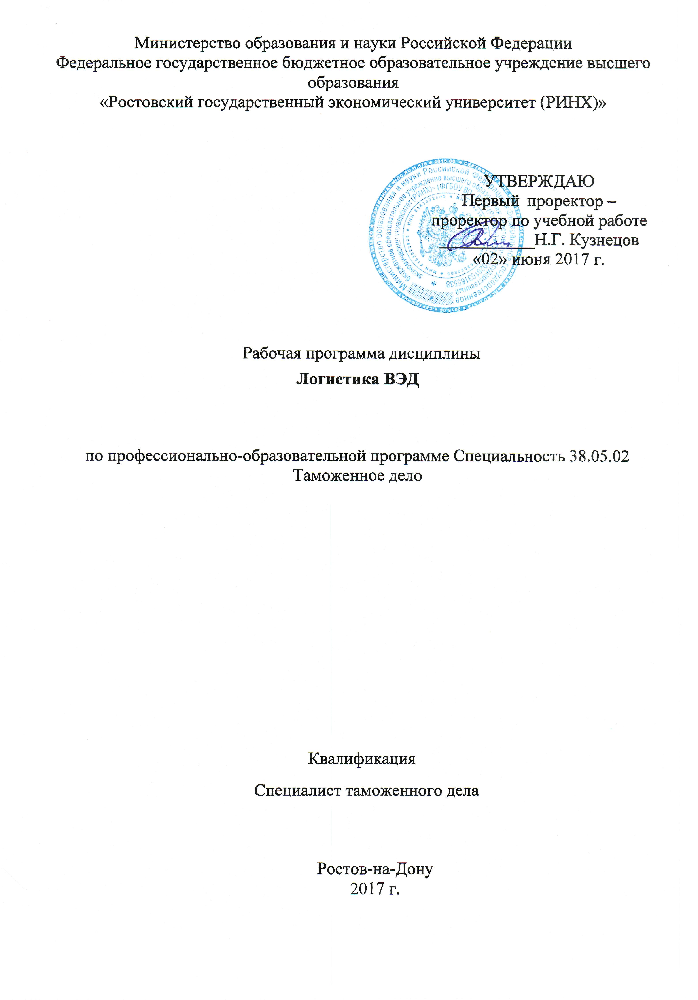 Министерство образования и науки Российской Федерации
Федеральное государственное бюджетное образовательное учреждение высшего
образования
«Ростовский государственный экономический университет (РИНХ)»
УТВЕРЖДАЮ
Первый проректор –
проректор по учебной работе
Н.Г. Кузнецов
«02» июня 2017 г.
Рабочая программа дисциплины
Логистика ВЭД
по профессионально-образовательной программе Специальность 38.05.02
Таможенное дело
Квалификация
Специалист таможенного дела
Ростов-на-Дону
2017 г.